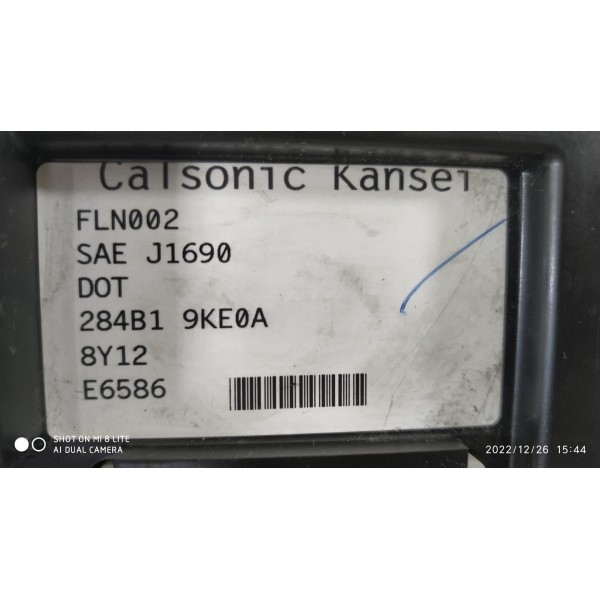 Calsonic Kansei
FLN002
SAE J1690
DOT
284B1 9KE0A
8Y12
E6586
SHOT ON MI 8 LITE
AI DUAL CAMERA
2022/12/26 15:44